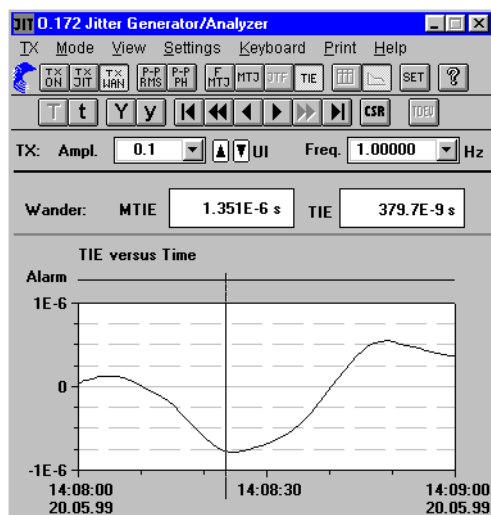 JIT O.172 Jitter Generator/Analyzer
TX Mode View Settings Keyboard Print Help
TX ON TX JIT TX WAN P-P RMS P-P PH F MTJ MTJ JTF TIE SET ?
T t Y y CSR TDEV
TX: Ampl. 0.1 UI Freq. 1.00000 Hz
Wander: MTIE 1.351E-6 s TIE 379.7E-9 s
TIE versus Time
Alarm
1E-6
0
-1E-6
14:08:00 14:08:30 14:09:00
20.05.99 20.05.99